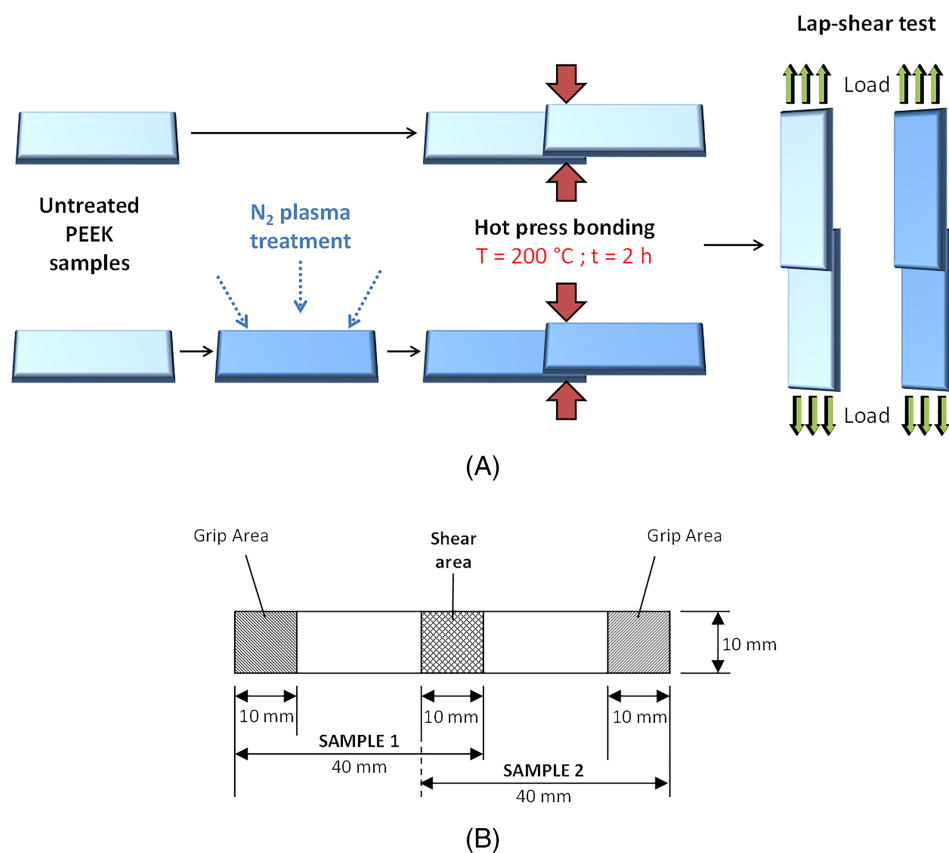 Lap-shear test
Load
Untreated
PEEK
samples
N₂ plasma
treatment
Hot press bonding
T = 200 °C ; t = 2 h
Load
(A)
Grip Area
Shear
area
Grip Area
10 mm
10 mm
10 mm
10 mm
SAMPLE 1
40 mm
SAMPLE 2
40 mm
(B)